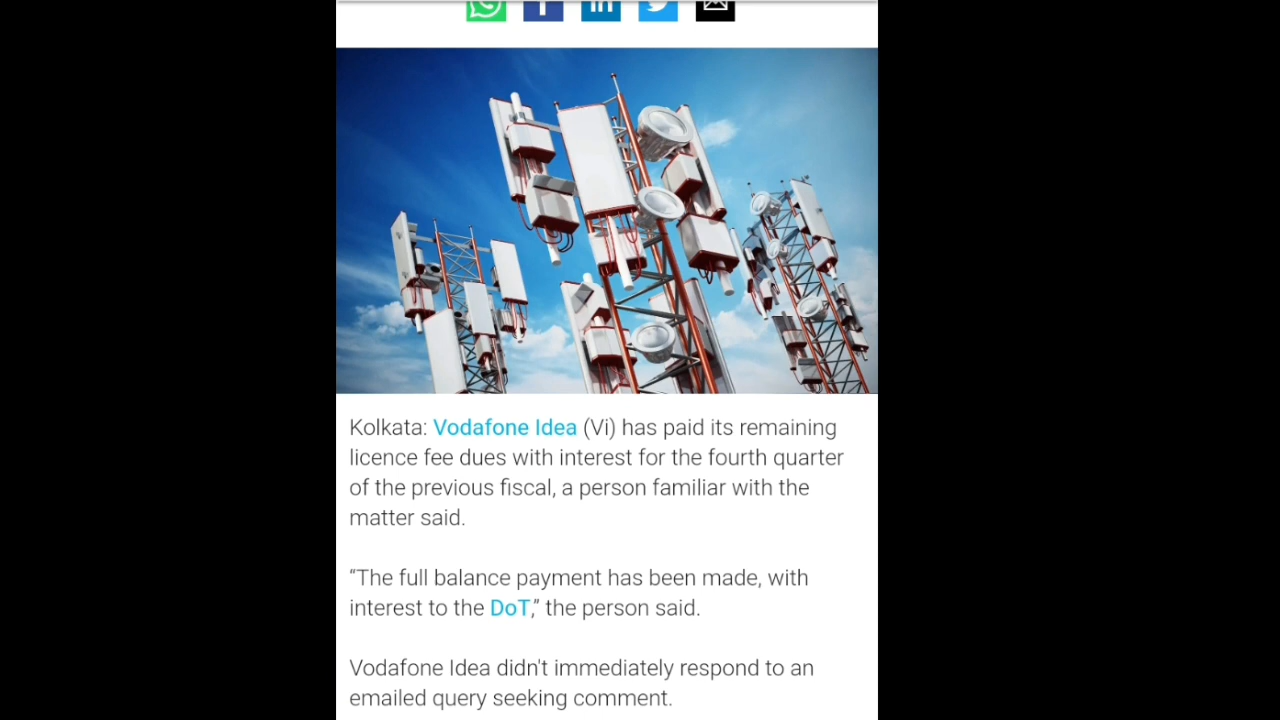 Kolkata: Vodafone Idea (Vi) has paid its remaining
licence fee dues with interest for the fourth quarter
of the previous fiscal, a person familiar with the
matter said.
“The full balance payment has been made, with
interest to the DoT,” the person said.
Vodafone Idea didn't immediately respond to an
emailed query seeking comment.